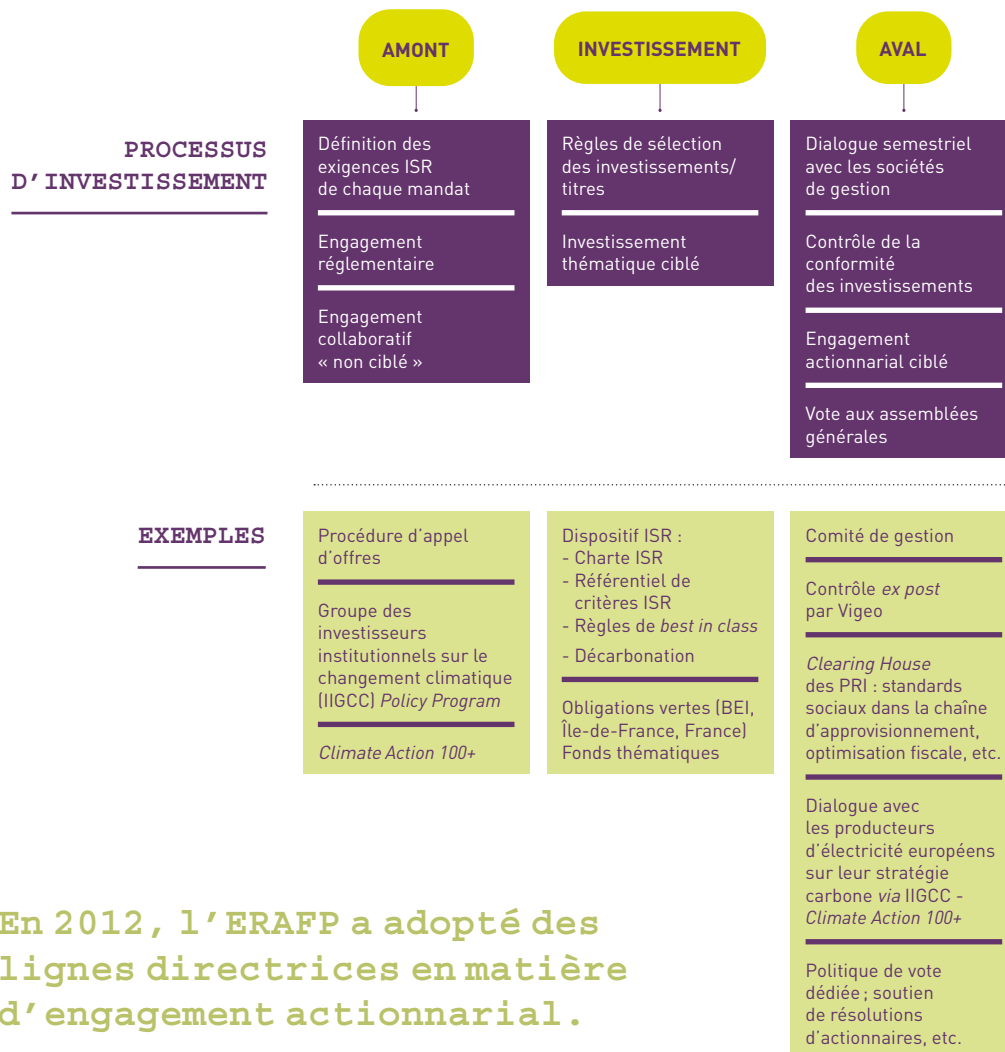 AMONT
INVESTISSEMENT
AVAL
PROCESSUS
D'INVESTISSEMENT
Définition des
exigences ISR
de chaque mandat
Engagement
réglementaire
Engagement
collaboratif
« non ciblé »
Règles de sélection
des investissements/
titres
Investissement
thématique ciblé
Dialogue semestriel
avec les sociétés
de gestion
Contrôle de la
conformité
des investissements
Engagement
actionnarial ciblé
Vote aux assemblées
générales
EXEMPLES
Procédure d'appel
d'offres
Groupe des
investisseurs
institutionnels sur le
changement climatique
(IIGCC) Policy Program
Climate Action 100+
Dispositif ISR :
- Charte ISR
- Référentiel de
critères ISR
- Règles de best in class
- Décarbonation
Obligations vertes (BEI,
Île-de-France, France)
Fonds thématiques
Comité de gestion
Contrôle ex post
par Vigeo
Clearing House
des PRI : standards
sociaux dans la chaîne
d'approvisionnement,
optimisation fiscale, etc.
Dialogue avec
les producteurs
d'électricité européens
sur leur stratégie
carbone via IIGCC -
Climate Action 100+
Politique de vote
dédiée ; soutien
de résolutions
d'actionnaires, etc.
En 2012, l'ERAFP a adopté des
lignes directrices en matière
d'engagement actionnarial.